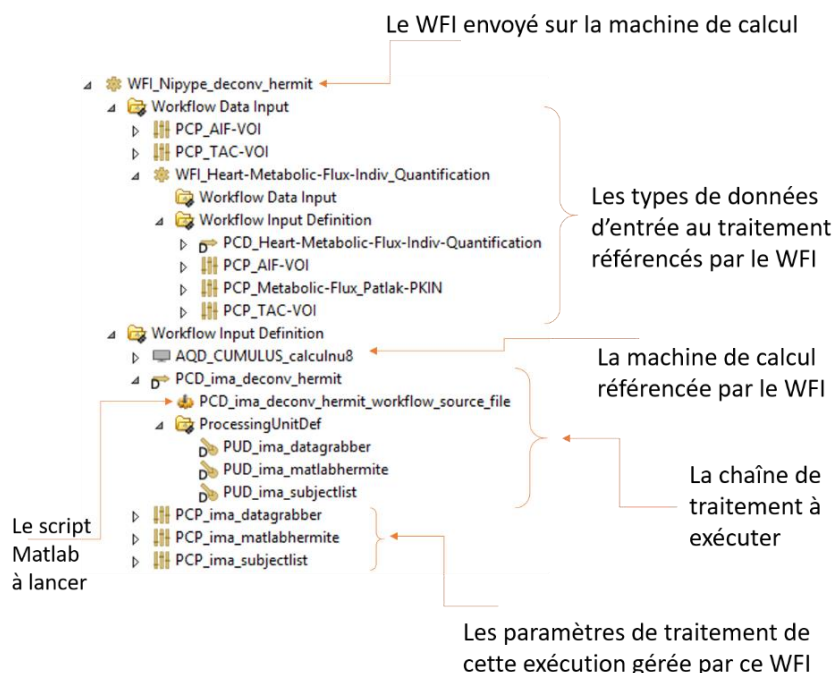 Le WFI envoyé sur la machine de calcul
WFI_Nipype_deconv_hermit
Workflow Data Input
PCP_AIF-VOI
PCP_TAC-VOI
WFI_Heart-Metabolic-Flux-Indiv_Quantification
Workflow Data Input
Workflow Input Definition
PCD_Heart-Metabolic-Flux-Indiv-Quantification
PCP_AIF-VOI
PCP_Metabolic-Flux_Patlak-PKIN
PCP_TAC-VOI
Workflow Input Definition
AQD_CUMULUS_calculnu8
PCD_ima_deconv_hermit
PCD_ima_deconv_hermit_workflow_source_file
ProcessingUnitDef
PUD_ima_datagrabber
PUD_ima_matlabhermite
PUD_ima_subjectlist
PCP_ima_datagrabber
PCP_ima_matlabhermite
PCP_ima_subjectlist
Les types de données
d'entrée au traitement
référencés par le WFI
La machine de calcul
référencée par le WFI
La chaîne de
traitement à
exécuter
Le script
Matlab
à lancer
Les paramètres de traitement de
cette exécution gérée par ce WFI